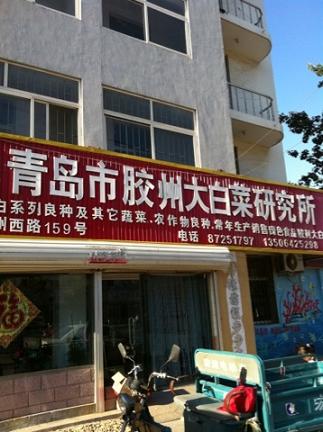 青岛市胶州大白菜研究所
白系列良种及其它蔬菜、农作物良种,常年生产销售绿色食品胶州大白
州西路159号
电话 87251797 13506425298
福